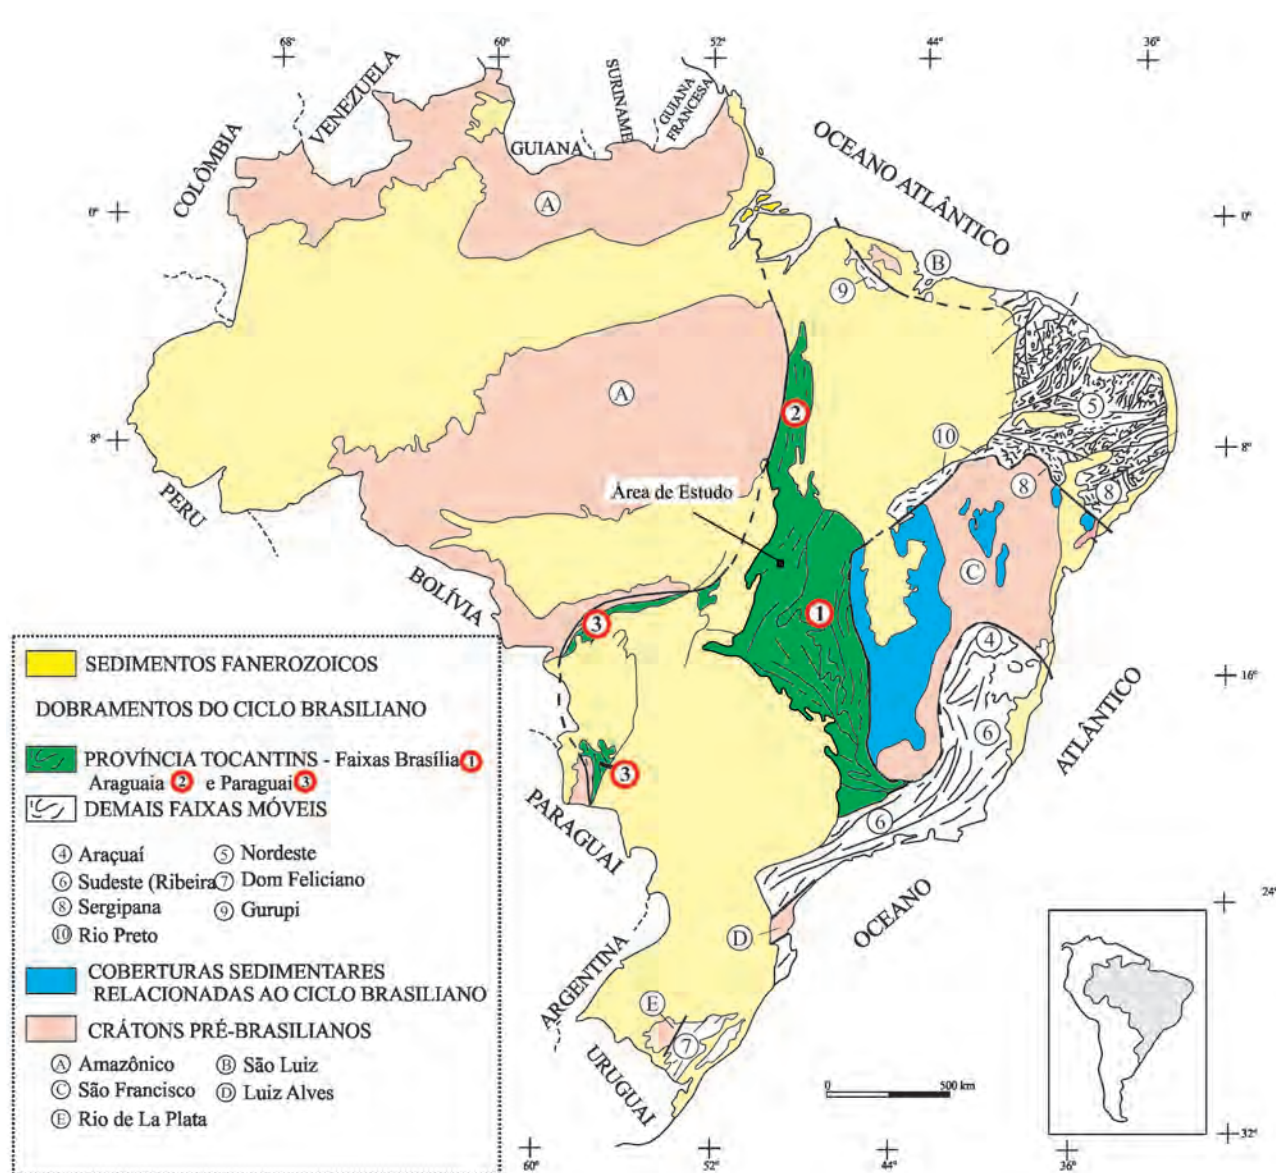 68° 60° 52° 44° 36°
COLÔMBIA
VENEZUELA
GUIANA
SURINAME
GUIANA
FRANCESA
OCEANO ATLÂNTICO
0° 0°
A
B
9
A
2
5
10
8° 8°
8
8
PERU
Área de Estudo
BOLÍVIA
C
1
3
4
16°
6
ATLÂNTICO
3
PARAGUAI
6
OCEANO
24°
D
ARGENTINA
E
7
URUGUAI
0 500 km
60° 52° 44° 36° 32°
SEDIMENTOS FANEROZOICOS
DOBRAMENTOS DO CICLO BRASILIANO
PROVÍNCIA TOCANTINS - Faixas Brasília 1
Araguaia 2 e Paraguai 3
DEMAIS FAIXAS MÓVEIS
4 Araçuaí 5 Nordeste
6 Sudeste (Ribeira 7 Dom Feliciano
8 Sergipana 9 Gurupi
10 Rio Preto
COBERTURAS SEDIMENTARES
RELACIONADAS AO CICLO BRASILIANO
CRÁTONS PRÉ-BRASILIANOS
A Amazônico B São Luiz
C São Francisco D Luiz Alves
E Rio de La Plata